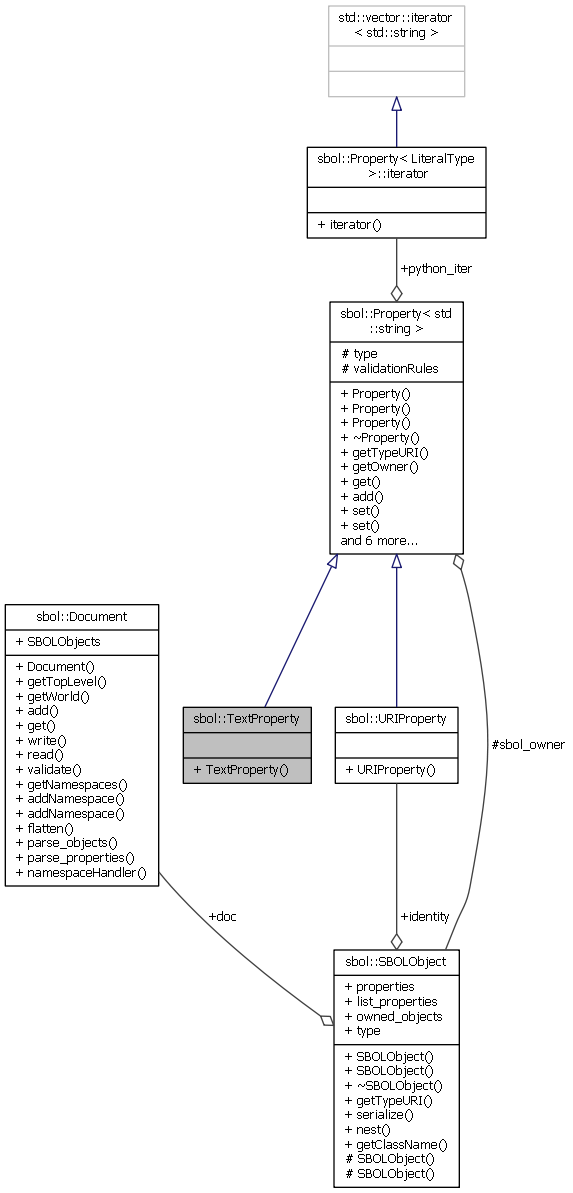 std::vector::iterator
< std::string >
sbol::Property< LiteralType
>::iterator
+ iterator()
+python_iter
sbol::Property< std
::string >
# type
# validationRules
+ Property()
+ Property()
+ Property()
+ ~Property()
+ getTypeURI()
+ getOwner()
+ get()
+ add()
+ set()
+ set()
and 6 more...
sbol::Document
+ SBOLObjects
+ Document()
+ getTopLevel()
+ getWorld()
+ add()
+ get()
+ write()
+ read()
+ validate()
+ getNamespaces()
+ addNamespace()
+ addNamespace()
+ flatten()
+ parse_objects()
+ parse_properties()
+ namespaceHandler()
sbol::TextProperty
+ TextProperty()
sbol::URIProperty
+ URIProperty()
#sbol_owner
+doc
+identity
sbol::SBOLObject
+ properties
+ list_properties
+ owned_objects
+ type
+ SBOLObject()
+ SBOLObject()
+ ~SBOLObject()
+ getTypeURI()
+ serialize()
+ nest()
+ getClassName()
# SBOLObject()
# SBOLObject()